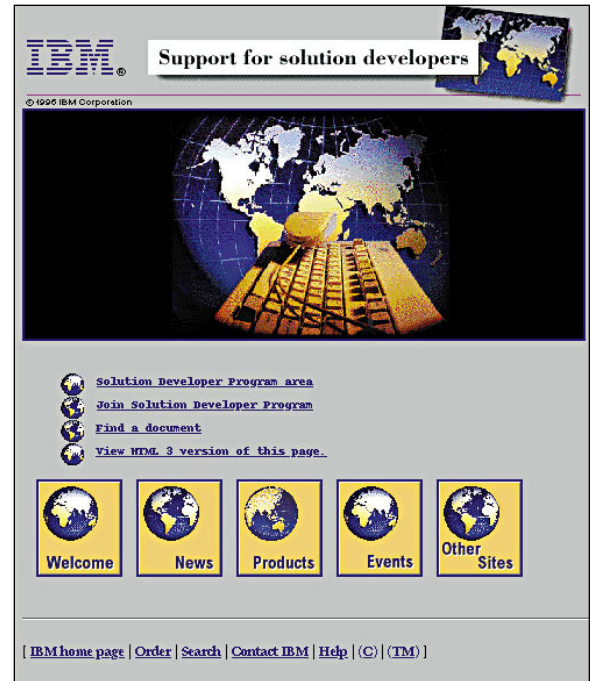 IBM®
Support for solution developers
© 1996 IBM Corporation
Solution Developer Program area
Join Solution Developer Program
Find a document
View HTML 3 version of this page.
Welcome
News
Products
Events
Other Sites
[ IBM home page | Order | Search | Contact IBM | Help | (C) | (TM) ]